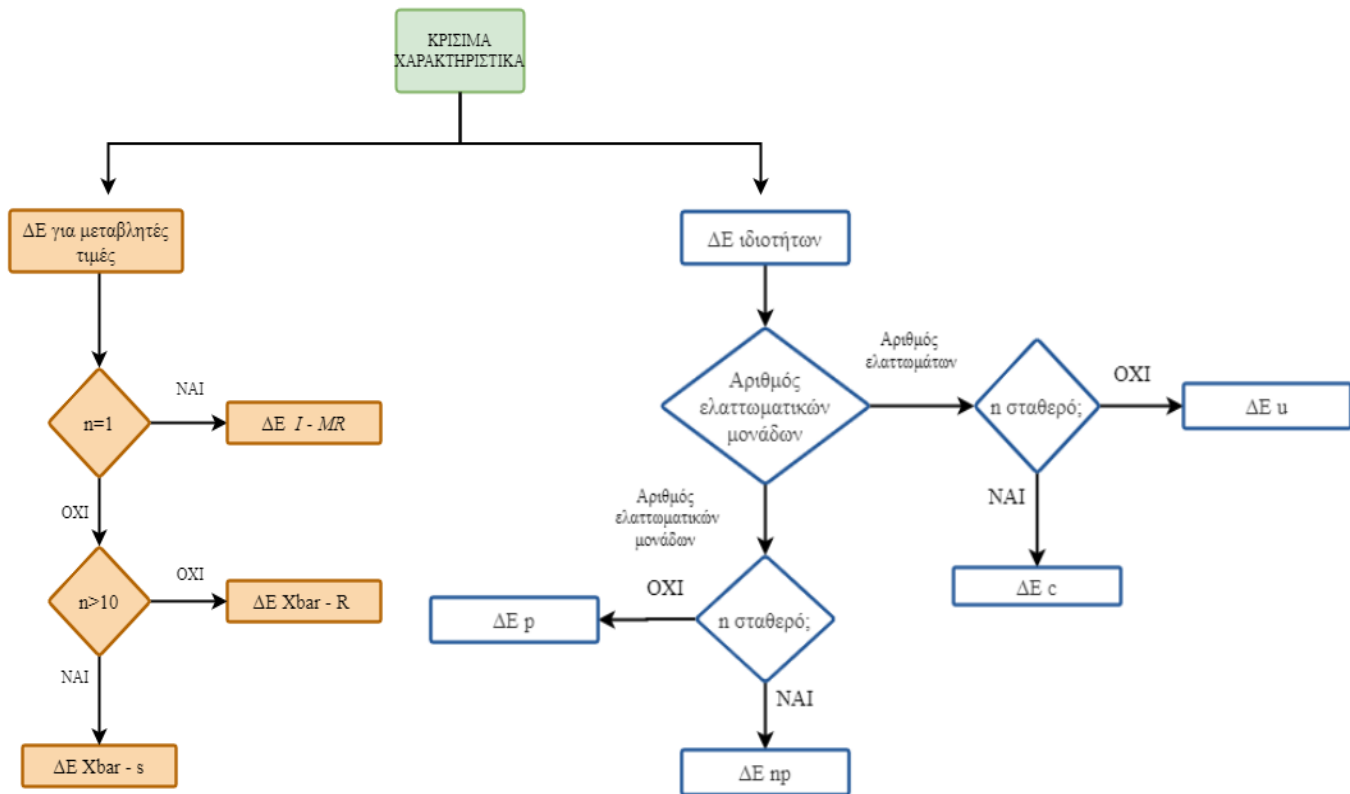 ΚΡΙΣΙΜΑ
ΧΑΡΑΚΤΗΡΙΣΤΙΚΑ
ΔΕ για μεταβλητές
τιμές
n=1
ΝΑΙ
ΔΕ I - MR
ΟΧΙ
n>10
ΟΧΙ
ΔΕ Xbar - R
ΝΑΙ
ΔΕ Xbar - s
ΔΕ ιδιοτήτων
Αριθμός
ελαττωματικών
μονάδων
Αριθμός
ελαττωμάτων
n σταθερό;
ΟΧΙ
ΔΕ u
ΝΑΙ
ΔΕ c
Αριθμός
ελαττωματικών
μονάδων
n σταθερό;
ΟΧΙ
ΔΕ p
ΝΑΙ
ΔΕ np